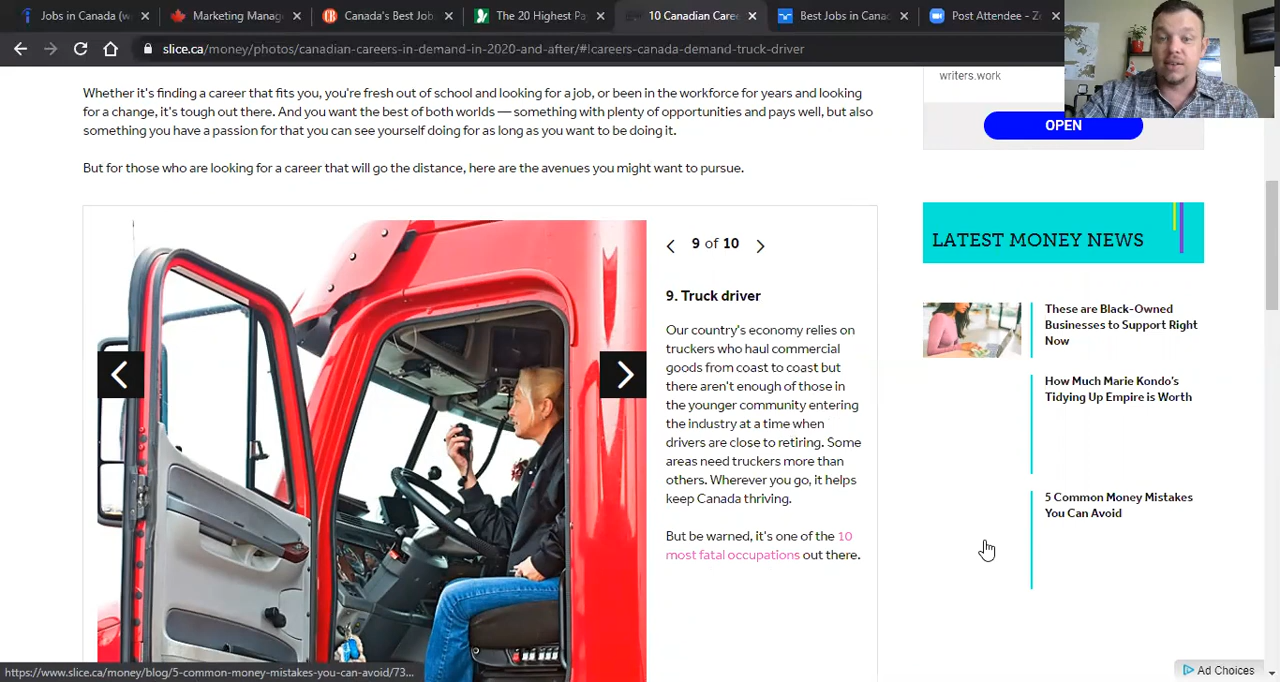 Jobs in Canada (w
Marketing Manag
Canada's Best Job
The 20 Highest Pa
10 Canadian Care
Best Jobs in Cana
Post Attendee - Z
slice.ca/money/photos/canadian-careers-in-demand-in-2020-and-after/#!careers-canada-demand-truck-driver
Whether it's finding a career that fits you, you're fresh out of school and looking for a job, or been in the workforce for years and looking
for a change, it's tough out there. And you want the best of both worlds — something with plenty of opportunities and pays well, but also
something you have a passion for that you can see yourself doing for as long as you want to be doing it.
But for those who are looking for a career that will go the distance, here are the avenues you might want to pursue.
9 of 10
9. Truck driver
Our country's economy relies on
truckers who haul commercial
goods from coast to coast but
there aren't enough of those in
the younger community entering
the industry at a time when
drivers are close to retiring. Some
areas need truckers more than
others. Wherever you go, it helps
keep Canada thriving.
But be warned, it's one of the 10
most fatal occupations out there.
writers.work
OPEN
LATEST MONEY NEWS
These are Black-Owned
Businesses to Support Right
Now
How Much Marie Kondo's
Tidying Up Empire is Worth
5 Common Money Mistakes
You Can Avoid
https://www.slice.ca/money/blog/5-common-money-mistakes-you-can-avoid/73...
Ad Choices